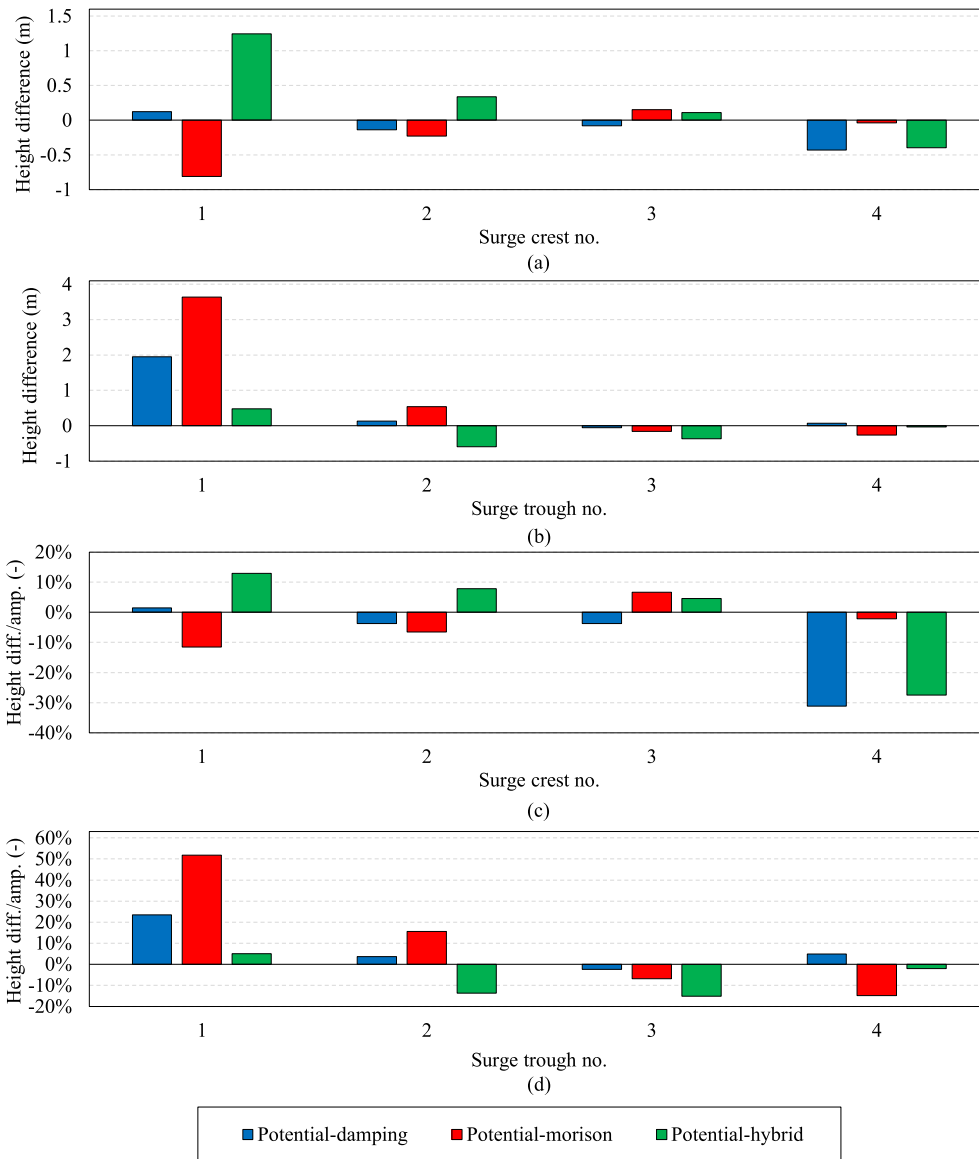 Height difference (m)
1.5
1
0.5
0
-0.5
-1
1 2 3 4
Surge crest no.
(a)
Height difference (m)
4
3
2
1
0
-1
1 2 3 4
Surge trough no.
(b)
Height diff./amp. (-)
20%
10%
0%
-10%
-20%
-30%
-40%
1 2 3 4
Surge crest no.
(c)
Height diff./amp. (-)
60%
50%
40%
30%
20%
10%
0%
-10%
-20%
1 2 3 4
Surge trough no.
(d)
Potential-damping Potential-morison Potential-hybrid